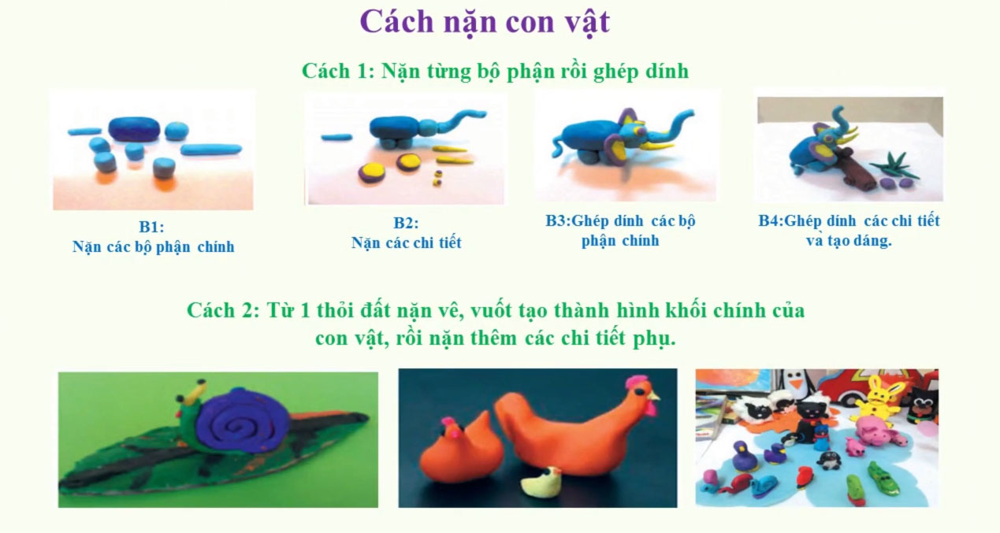 Cách nặn con vật
Cách 1: Nặn từng bộ phận rồi ghép dính
B1:
Nặn các bộ phận chính
B2:
Nặn các chi tiết
B3:Ghép dính các bộ
phận chính
B4:Ghép dính các chi tiết
và tạo dáng.
Cách 2: Từ 1 thỏi đất nặn vê, vuốt tạo thành hình khối chính của
con vật, rồi nặn thêm các chi tiết phụ.